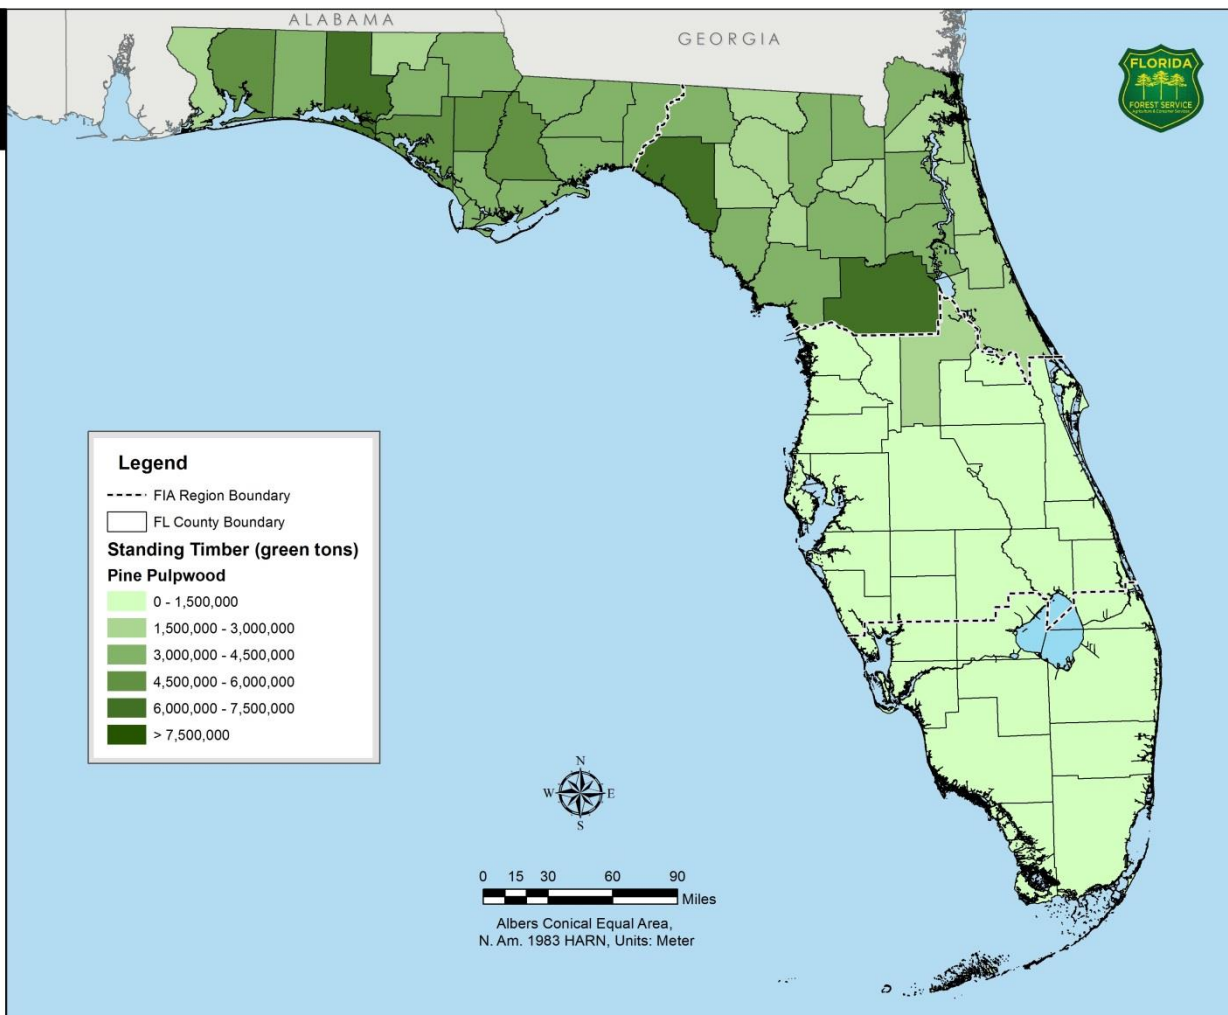 ALABAMA
GEORGIA
FLORIDA
FOREST SERVICE
Agriculture & Consumer Services
Legend
FIA Region Boundary
FL County Boundary
Standing Timber (green tons)
Pine Pulpwood
0 - 1,500,000
1,500,000 - 3,000,000
3,000,000 - 4,500,000
4,500,000 - 6,000,000
6,000,000 - 7,500,000
> 7,500,000
N
W E
S
0 15 30 60 90
Miles
Albers Conical Equal Area,
N. Am. 1983 HARN, Units: Meter